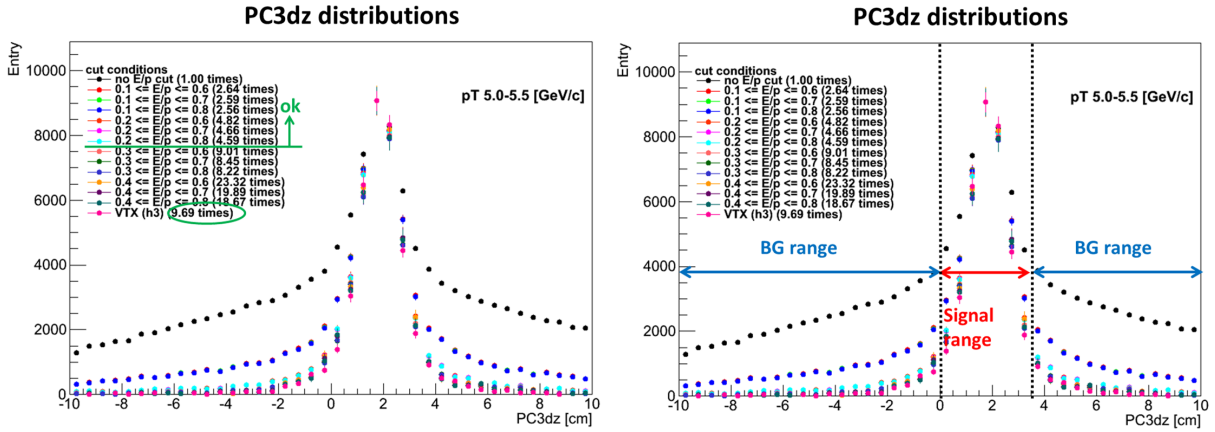 PC3dz distributions
Entry
10000
8000
6000
4000
2000
0
cut conditions
no E/p cut (1.00 times)
0.1 <= E/p <= 0.6 (2.64 times)
0.1 <= E/p <= 0.7 (2.59 times)
0.1 <= E/p <= 0.8 (2.56 times)
0.2 <= E/p <= 0.6 (4.82 times)
0.2 <= E/p <= 0.7 (4.66 times)
0.2 <= E/p <= 0.8 (4.59 times)
0.3 <= E/p <= 0.6 (9.01 times)
0.3 <= E/p <= 0.7 (8.45 times)
0.3 <= E/p <= 0.8 (8.22 times)
0.4 <= E/p <= 0.6 (23.32 times)
0.4 <= E/p <= 0.7 (19.89 times)
0.4 <= E/p <= 0.8 (18.67 times)
VTX (h3) (9.69 times)
ok
pT 5.0-5.5 [GeV/c]
-10 -8 -6 -4 -2 0 2 4 6 8 10
PC3dz [cm]
PC3dz distributions
Entry
10000
8000
6000
4000
2000
0
cut conditions
no E/p cut (1.00 times)
0.1 <= E/p <= 0.6 (2.64 times)
0.1 <= E/p <= 0.7 (2.59 times)
0.1 <= E/p <= 0.8 (2.56 times)
0.2 <= E/p <= 0.6 (4.82 times)
0.2 <= E/p <= 0.7 (4.66 times)
0.2 <= E/p <= 0.8 (4.59 times)
0.3 <= E/p <= 0.6 (9.01 times)
0.3 <= E/p <= 0.7 (8.45 times)
0.3 <= E/p <= 0.8 (8.22 times)
0.4 <= E/p <= 0.6 (23.32 times)
0.4 <= E/p <= 0.7 (19.89 times)
0.4 <= E/p <= 0.8 (18.67 times)
VTX (h3) (9.69 times)
pT 5.0-5.5 [GeV/c]
BG range
BG range
Signal
range
-10 -8 -6 -4 -2 0 2 4 6 8 10
PC3dz [cm]